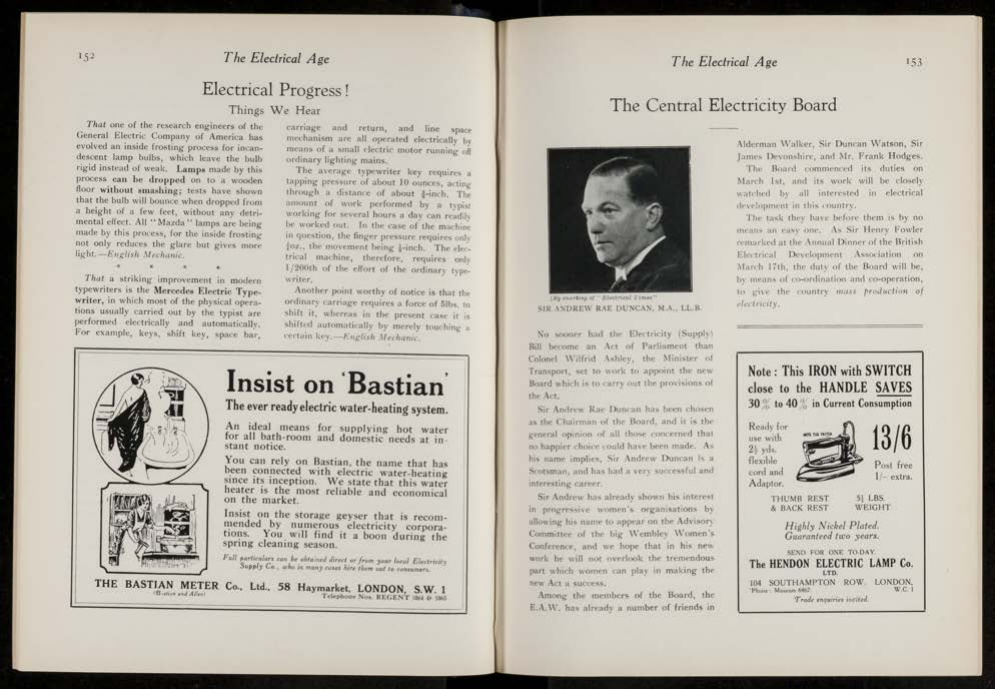 152
The Electrical Age
Electrical Progress!
Things We Hear
That one of the research engineers of the
General Electric Company of America has
evolved an inside frosting process for incan-
descent lamp bulbs, which leave the bulb
rigid instead of weak. Lamps made by this
process can be dropped on to a wooden
floor without smashing; tests have shown
that the bulb will bounce when dropped from
a height of a few feet, without any detri-
mental effect. All "Mazda" lamps are being
made by this process, for the inside frosting
not only reduces the glare but gives more
light.—English Mechanic.
* * * *
That a striking improvement in modern
typewriters is the Mercedes Electric Type-
writer, in which most of the physical opera-
tions usually carried out by the typist are
performed electrically and automatically.
For example, keys, shift key, space bar,
carriage and return, and line space
mechanism are all operated electrically by
means of a small electric motor running off
ordinary lighting mains.
The average typewriter key requires a
tapping pressure of about 10 ounces, acting
through a distance of about -inch. The
amount of work performed by a typist
working for several hours a day can readily
be worked out. In the case of the machine
in question, the finger pressure requires only
the movement being -inch. The elec-
trical machine, therefore, requires only
1/200th of the effort of the ordinary type-
writer.
Another point worthy of notice is that the
ordinary carriage requires a force of 5lbs. to
shift it, whereas in the present case it is
shifted automatically by merely touching a
certain key.—English Mechanic.
Insist on 'Bastian'
The ever ready electric water-heating system.
An ideal means for supplying hot water
for all bath-room and domestic needs at in-
stant notice.
You can rely on Bastian, the name that has
been connected with electric water-heating
since its inception. We state that this water
heater is the most reliable and economical
on the market.
Insist on the storage geyser that is recom-
mended by numerous electricity corpora-
tions. You will find it a boon during the
spring cleaning season.
Full particulars can be obtained direct or from your local Electricity
Supply Co., who in many cases hire them out to consumers.
THE BASTIAN METER Co., Ltd., 58 Haymarket, LONDON, S.W. 1
(Bastian and Allen)
Telephone Nos. REGENT
The Electrical Age
153
The Central Electricity Board
[By courtesy of "Electrical Times"
SIR ANDREW RAE DUNCAN, M.A., LL.B.
No sooner had the Electricity (Supply)
Bill become an Act of Parliament than
Colonel Wilfrid Ashley, the Minister of
Transport, set to work to appoint the new
Board which is to carry out the provisions of
the Act.
Sir Andrew Rae Duncan has been chosen
as the Chairman of the Board, and it is the
general opinion of all those concerned that
no happier choice could have been made. As
his name implies, Sir Andrew Duncan is a
Scotsman, and has had a very successful and
interesting career.
Sir Andrew has already shown his interest
in progressive women's organisations by
allowing his name to appear on the Advisory
Committee of the big Wembley Women's
Conference, and we hope that in his new
work he will not overlook the tremendous
part which women can play in making the
new Act a success.
Among the members of the Board, the
E.A.W. has already a number of friends in
Alderman Walker, Sir Duncan Watson, Sir
James Devonshire, and Mr. Frank Hodges.
The Board commenced its duties on
March 1st, and its work will be closely
watched by all interested in electrical
development in this country.
The task they have before them is by no
means an easy one. As Sir Henry Fowler
remarked at the Annual Dinner of the British
Electrical Development Association on
March 17th, the duty of the Board will be,
by means of co-ordination and co-operation,
to give the country mass production of
electricity.
Note : This IRON with SWITCH
close to the HANDLE SAVES
30% to 40% in Current Consumption
Ready for
use with
2½ yds.
flexible
cord and
Adaptor.
13/6
Post free
1/- extra.
THUMB REST
& BACK REST
5½ LBS.
WEIGHT
Highly Nickel Plated.
Guaranteed two years.
SEND FOR ONE TO-DAY.
The HENDON ELECTRIC LAMP Co.
LTD.
104 SOUTHAMPTON ROW, LONDON,
'Phone : Museum
W.C. 1
Trade enquiries invited.